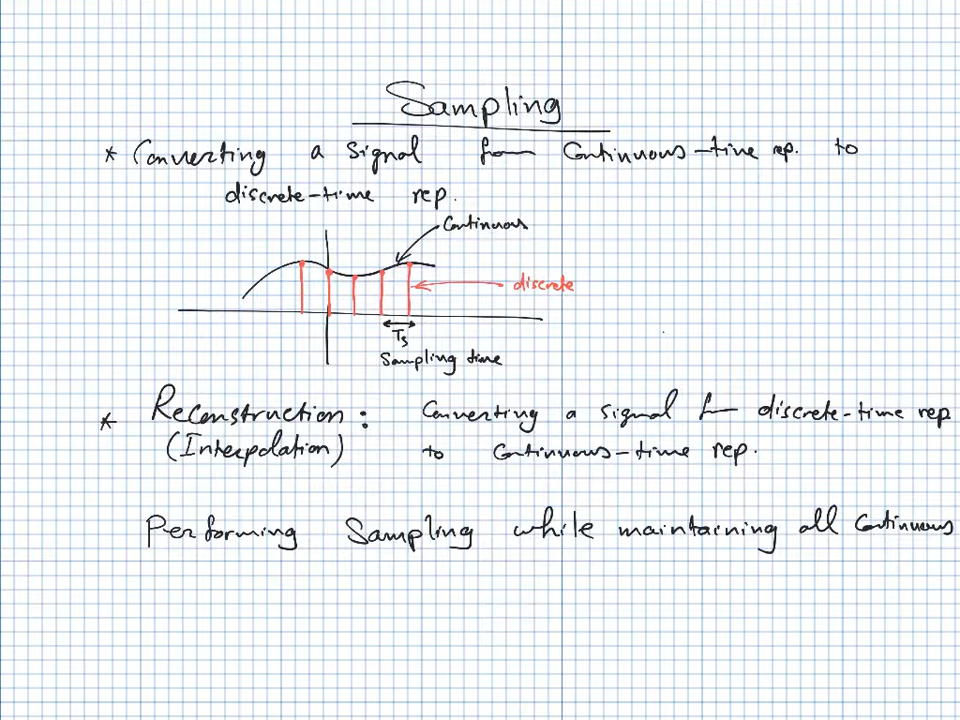 Sampling
* Converting a signal from Continuous-time rep. to
discrete-time rep.
Continuous
discrete
Ts
Sampling time
* Reconstruction: Converting a signal from discrete-time rep
(Interpolation) to Continuous-time rep.
Performing Sampling while maintaining all Continuous